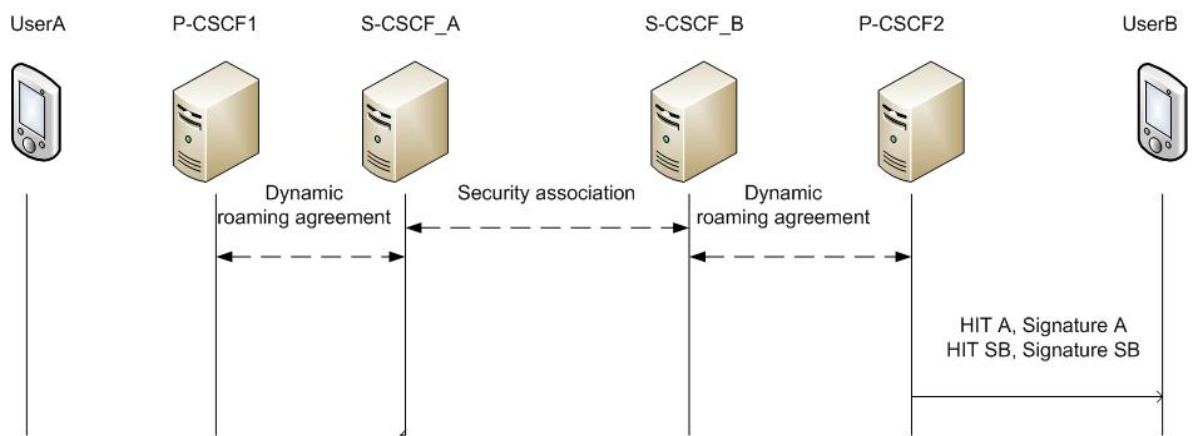 UserA
P-CSCF1
S-CSCF_A
S-CSCF_B
P-CSCF2
UserB
Dynamic
roaming agreement
Security association
Dynamic
roaming agreement
HIT A, Signature A
HIT SB, Signature SB